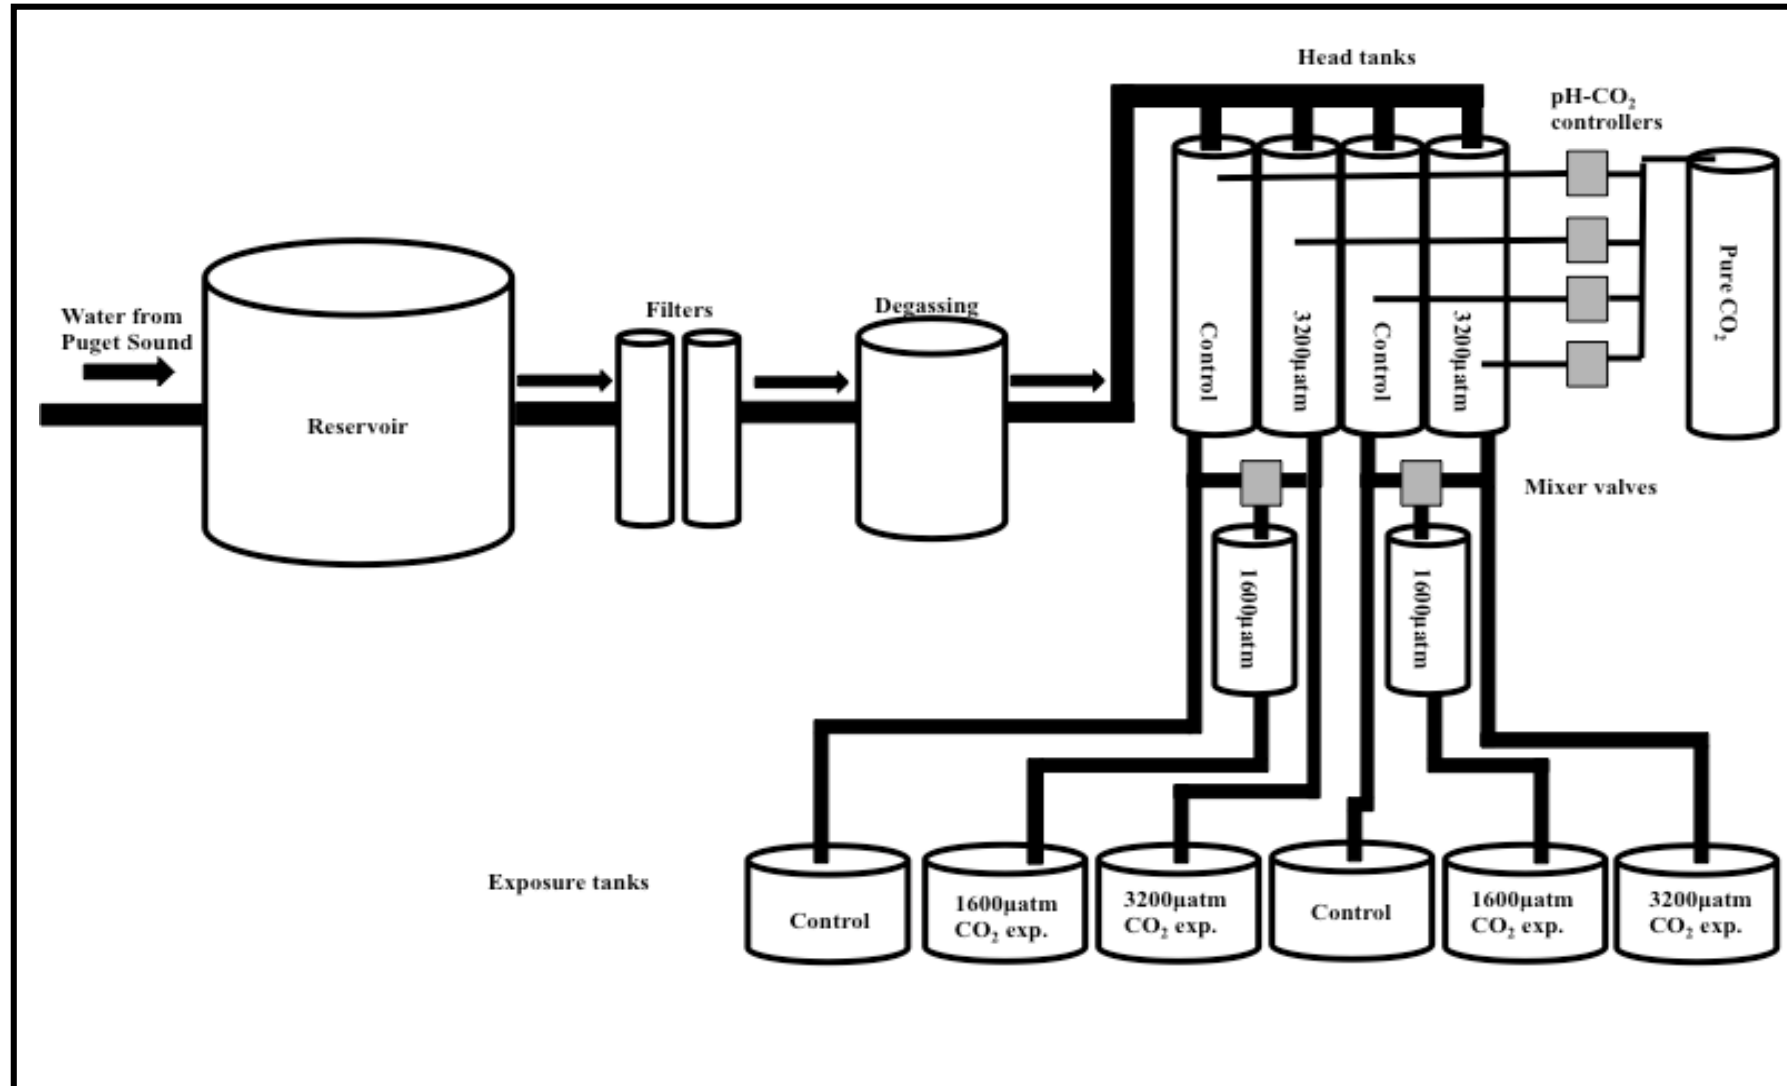 Head tanks
pH-CO₂
controllers
Water from
Puget Sound
Reservoir
Filters
Degassing
Control
3200μatm
Control
3200μatm
Pure CO₂
Mixer valves
1600μatm
1600μatm
Exposure tanks
Control
1600μatm
CO₂ exp.
3200μatm
CO₂ exp.
Control
1600μatm
CO₂ exp.
3200μatm
CO₂ exp.